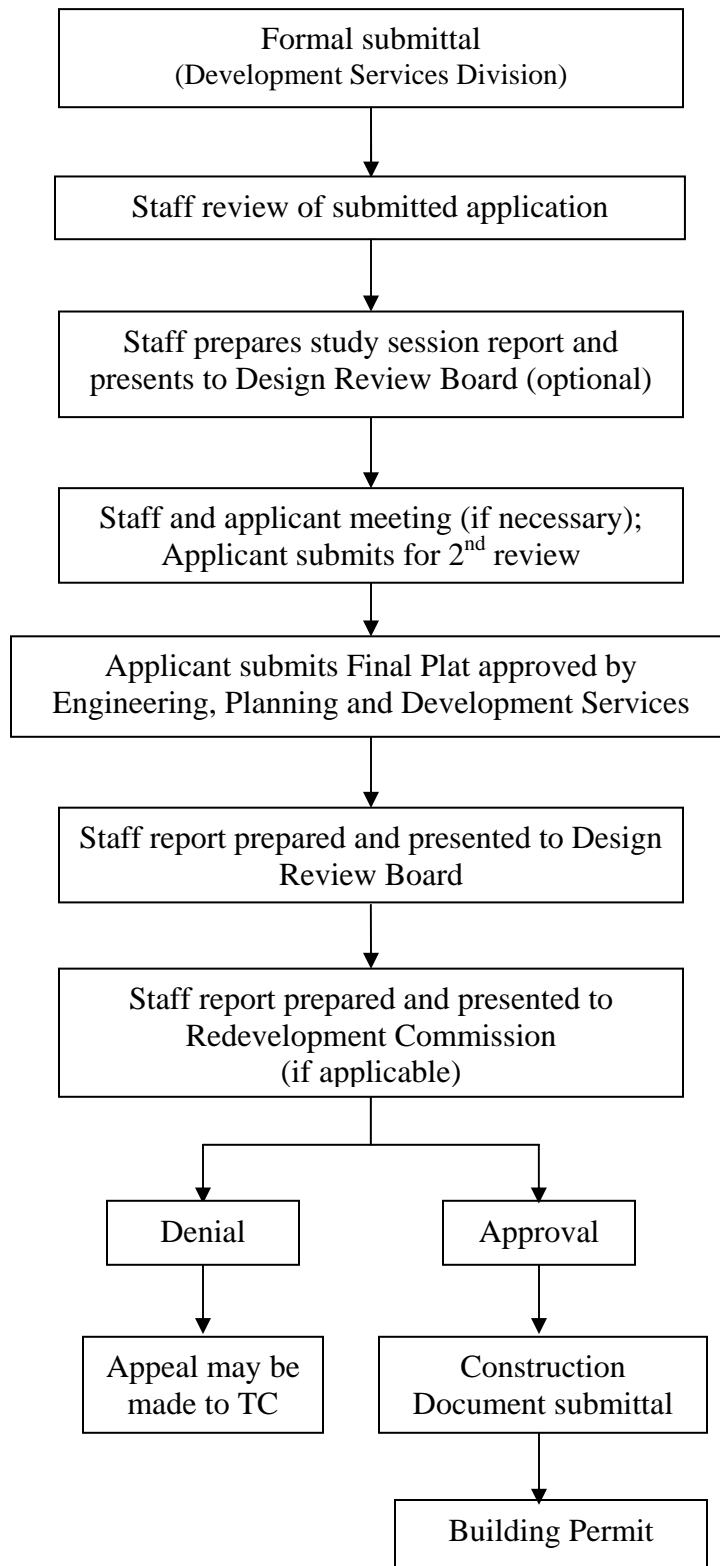 Formal submittal
(Development Services Division)
Staff review of submitted application
Staff prepares study session report and
presents to Design Review Board (optional)
Staff and applicant meeting (if necessary);
Applicant submits for 2nd review
Applicant submits Final Plat approved by
Engineering, Planning and Development Services
Staff report prepared and presented to Design
Review Board
Staff report prepared and presented to
Redevelopment Commission
(if applicable)
Denial
Approval
Appeal may be
made to TC
Construction
Document submittal
Building Permit